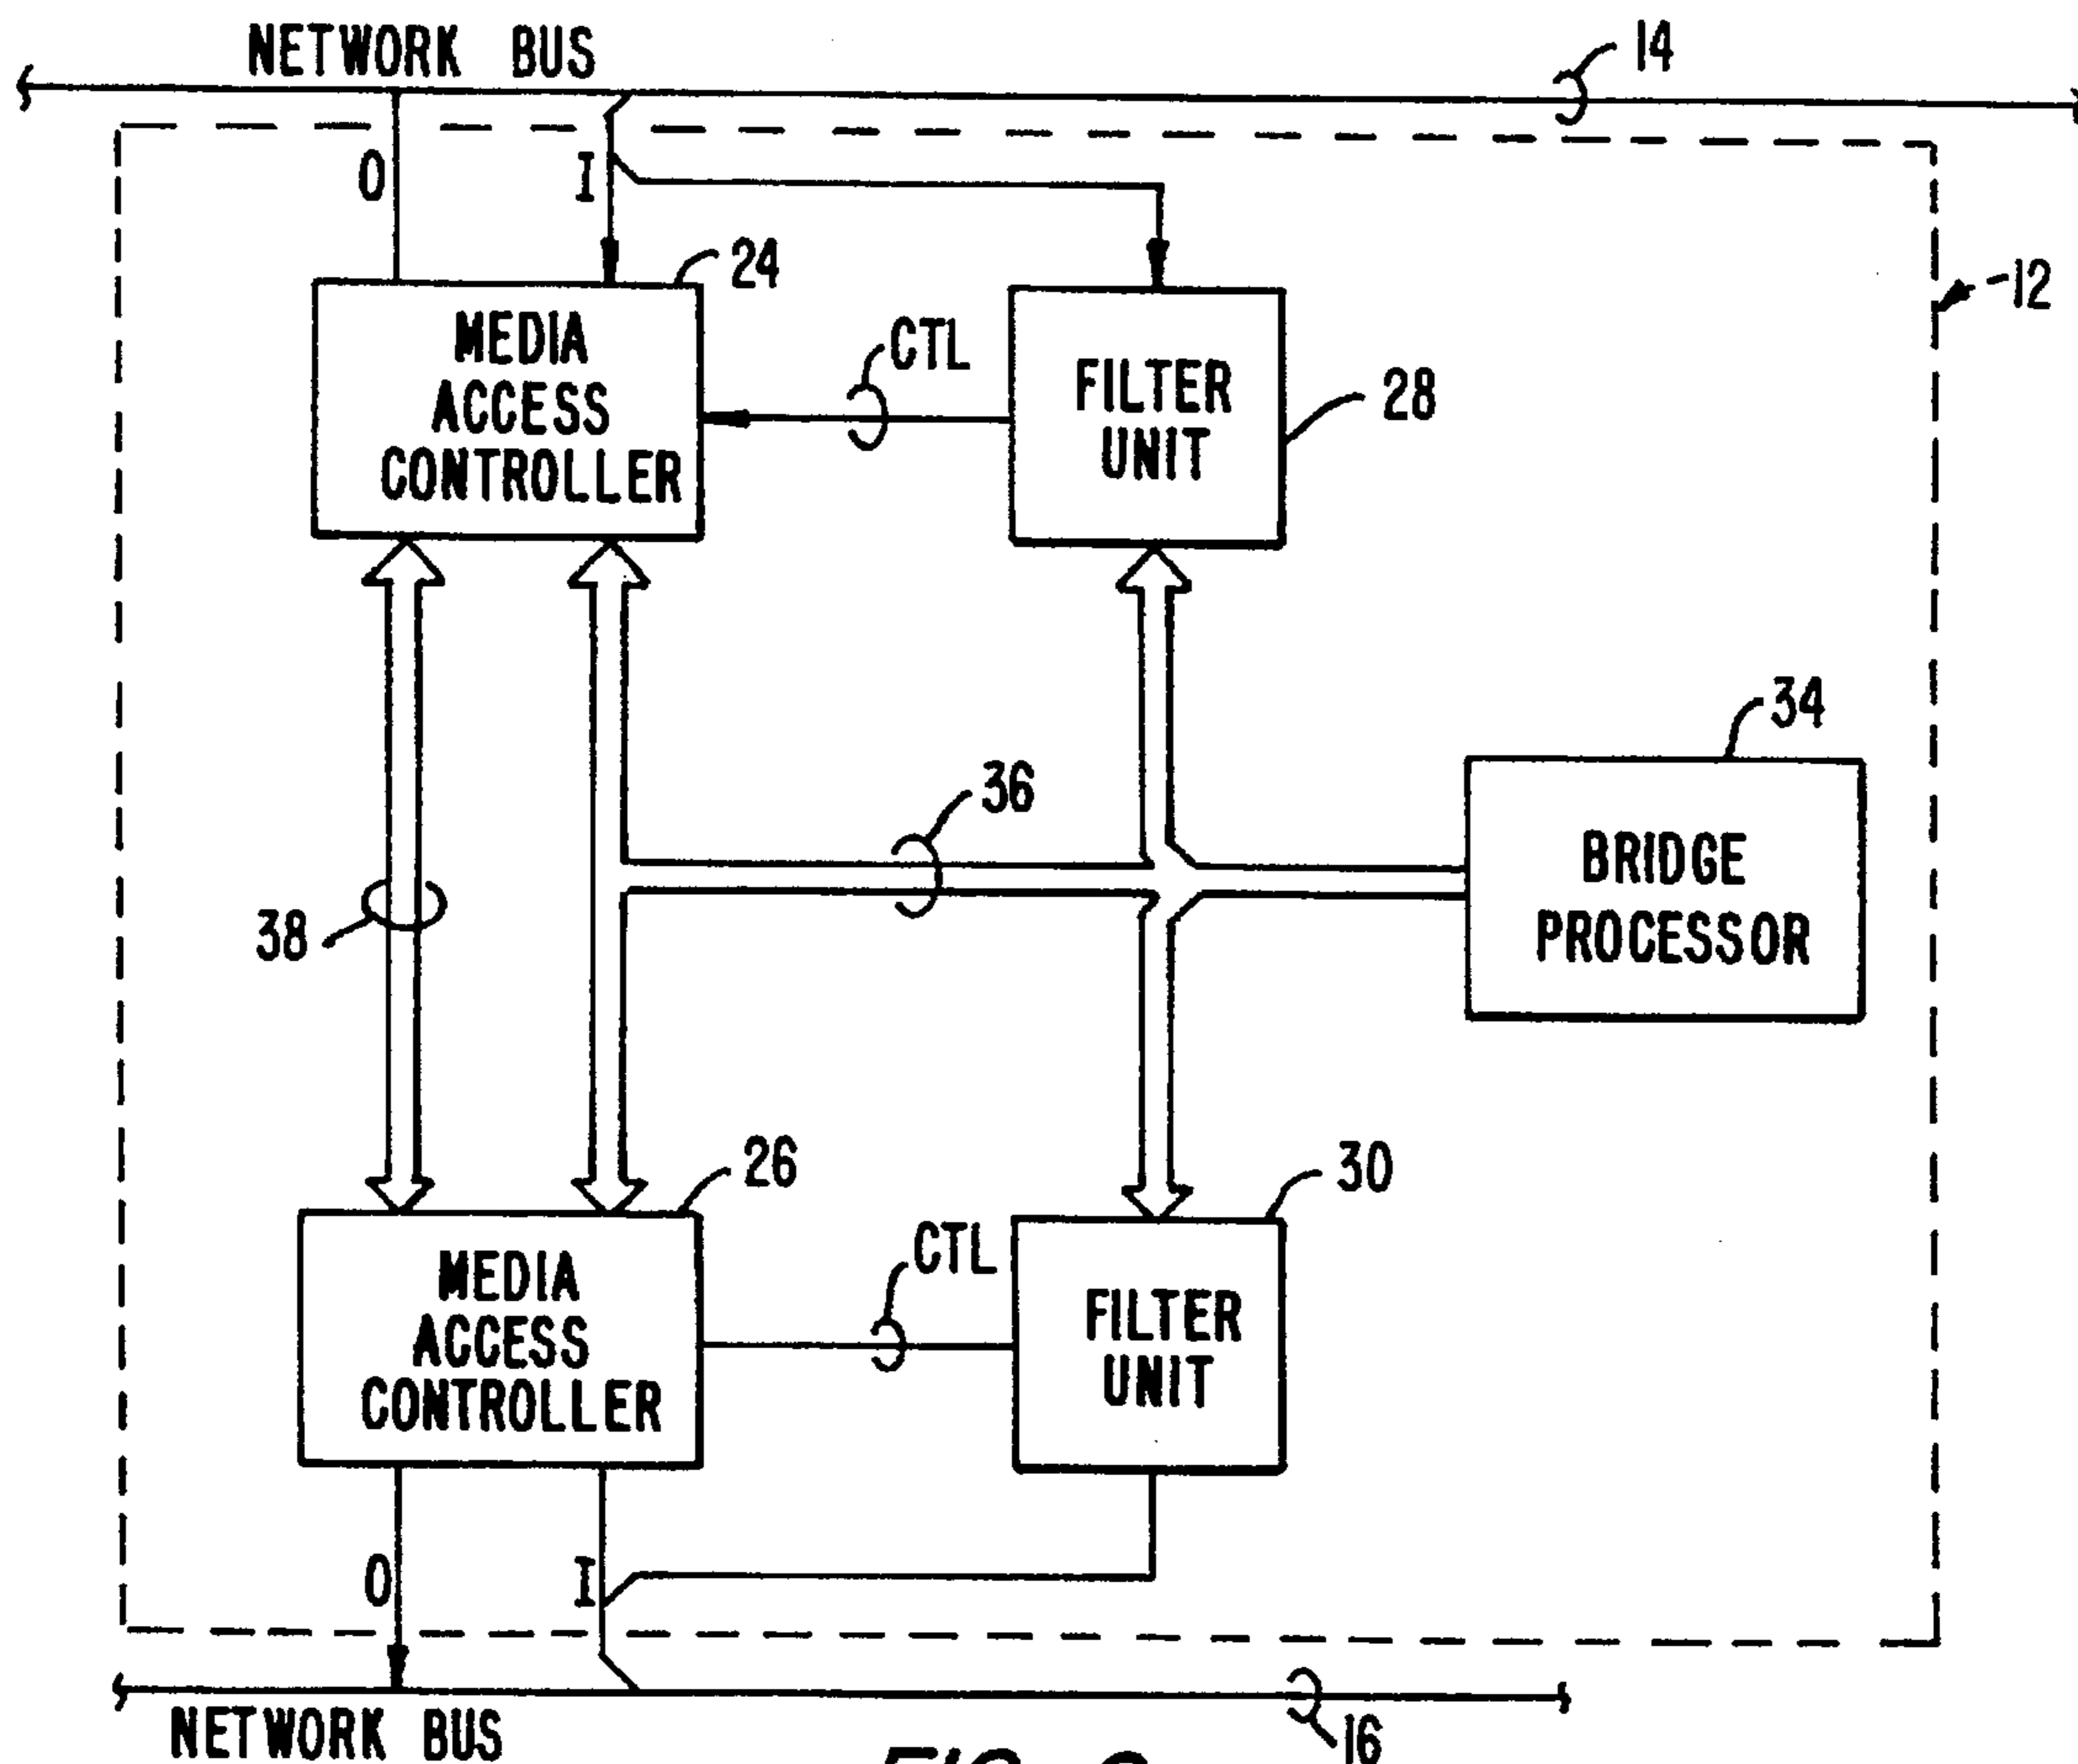 NETWORK BUS
14
O
I
24
12
MEDIA
ACCESS
CONTROLLER
CTL
FILTER
UNIT
28
34
36
BRIDGE
PROCESSOR
38
26
30
MEDIA
ACCESS
CONTROLLER
CTL
FILTER
UNIT
O
I
NETWORK BUS
16